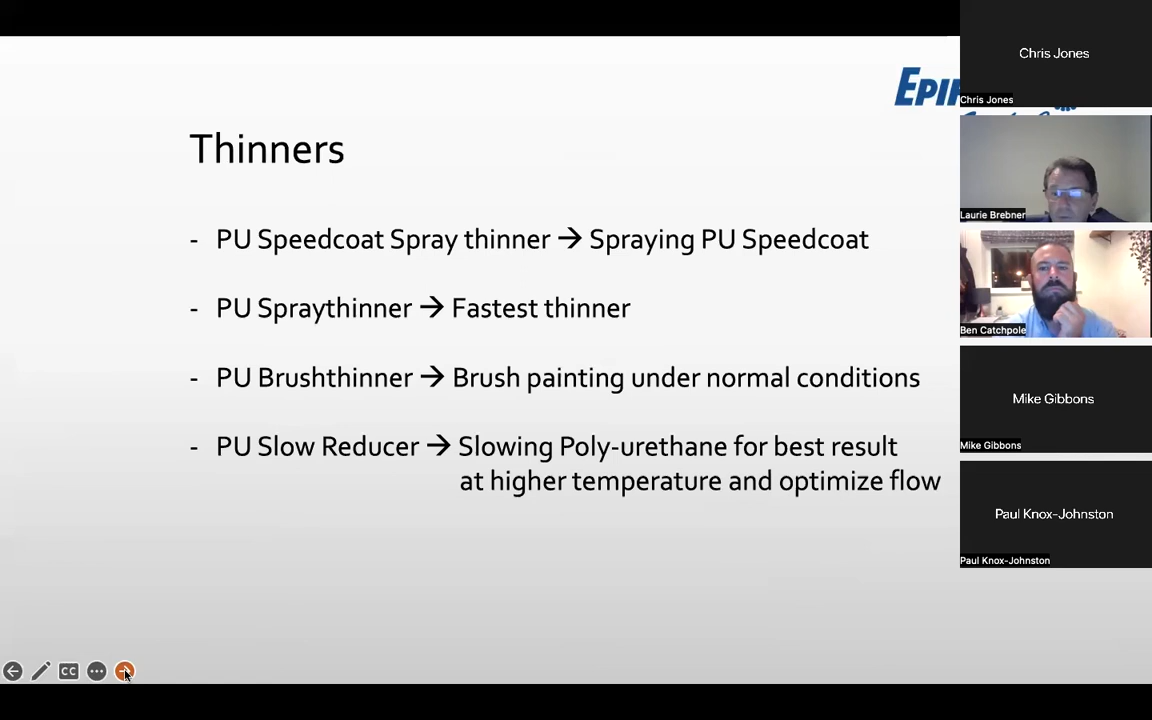 Thinners
- PU Speedcoat Spray thinner → Spraying PU Speedcoat
- PU Spraythinner → Fastest thinner
- PU Brushthinner → Brush painting under normal conditions
- PU Slow Reducer → Slowing Poly-urethane for best result
at higher temperature and optimize flow
Chris Jones
Chris Jones
Laurie Brebner
Ben Catchpole
Mike Gibbons
Mike Gibbons
Paul Knox-Johnston
Paul Knox-Johnston
CC